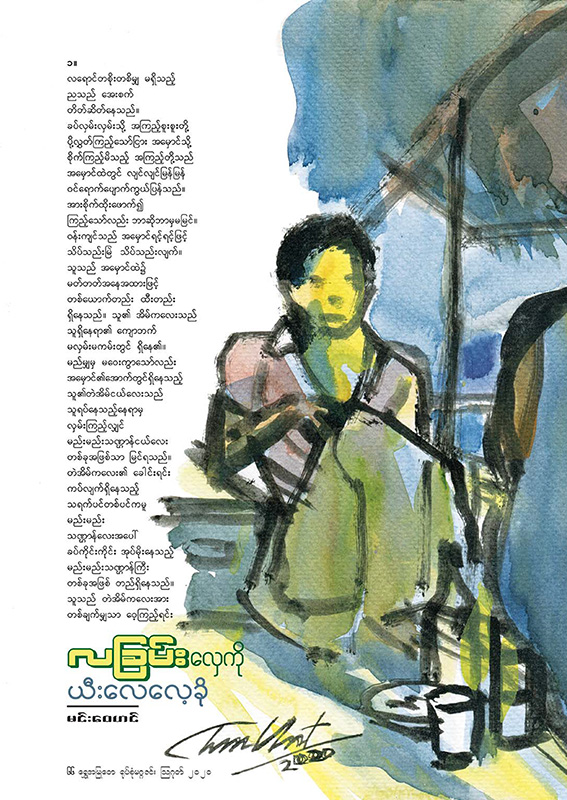 ၁။
လရောင်တစိုးတစိမျှ မရှိသည့်
ညသည် အေးစက်
တိတ်ဆိတ်နေသည်။
ခပ်လှမ်းလှမ်းသို့ အကြည့်စူးစူးတို့
ပို့လွှတ်ကြည့်သော်ငြား အမှောင်သို့
စိုက်ကြည့်မိသည့် အကြည့်တို့သည်
အမှောင်ထဲတွင် လျင်လျင်မြန်မြန်
ဝင်ရောက်ပျောက်ကွယ်ပြန်သည်။
အားစိုက်ထိုးဖောက်၍
ကြည့်သော်လည်း ဘာဆိုဘာမှမမြင်။
ဝန်းကျင်သည် အမှောင်ရင့်ရင့်ဖြင့်
သိပ်သည်းမြဲ သိပ်သည်းလျက်။
သူသည် အမှောင်ထဲ၌
မတ်တတ်အနေအထားဖြင့်
တစ်ယောက်တည်း ထီးတည်း
ရှိနေသည်။ သူ၏ အိမ်ကလေးသည်
သူရှိနေရာ၏ ကျောဘက်
မလှမ်းမကမ်းတွင် ရှိနေ၏။
မည်မျှမှ မဝေးကွာသော်လည်း
အမှောင်၏အောက်တွင်ရှိနေသည့်
သူ၏တဲအိမ်ငယ်လေးသည်
သူရပ်နေသည့်နေရာမှ
လှမ်းကြည့်လျှင်
မည်းမည်းသဏ္ဌာန်ငယ်လေး
တစ်ခုအဖြစ်သာ မြင်ရသည်။
တဲအိမ်ကလေး၏ ခေါင်းရင်း
ကပ်လျက်ရှိနေသည့်
သရက်ပင်တစ်ပင်ကမူ
မည်းမည်း
သဏ္ဌာန်လေးအပေါ်
ခပ်ကိုင်းကိုင်း အုပ်မိုးနေသည့်
မည်းမည်းသဏ္ဌာန်ကြီး
တစ်ခုအဖြစ် တည်ရှိနေသည်။
သူသည် တဲအိမ်ကလေးအား
တစ်ချက်မျှသာ ဝေ့ကြည့်ရင်း
လခြမ်းလှေကို
ယီးလေလေ့ခို
မင်းဝေဟင်
2020
၆၆ ရွှေအမြုတေ ရုပ်စုံမဂ္ဂဇင်း ဩဂုတ် ၂၀၂၀